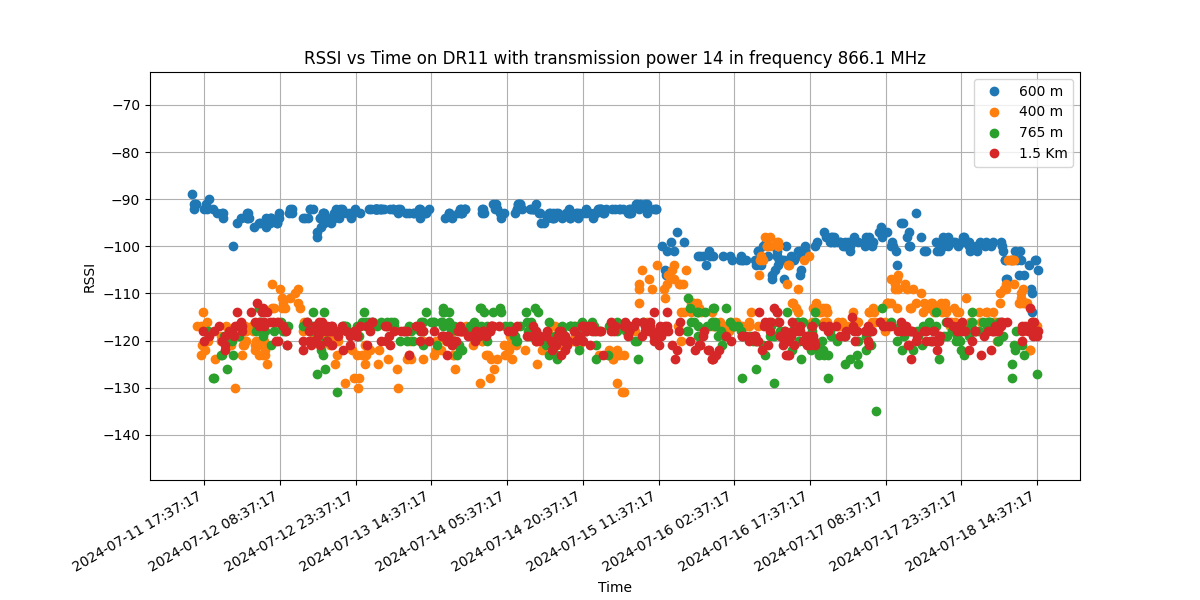 RSSI vs Time on DR11 with transmission power 14 in frequency 866.1 MHz
600 m
400 m
765 m
1.5 Km
−70
−80
−90
−100
−110
−120
−130
−140
RSSI
2024-07-11 17:37:17
2024-07-12 08:37:17
2024-07-12 23:37:17
2024-07-13 14:37:17
2024-07-14 05:37:17
2024-07-14 20:37:17
2024-07-15 11:37:17
2024-07-16 02:37:17
2024-07-16 17:37:17
2024-07-17 08:37:17
2024-07-17 23:37:17
2024-07-18 14:37:17
Time